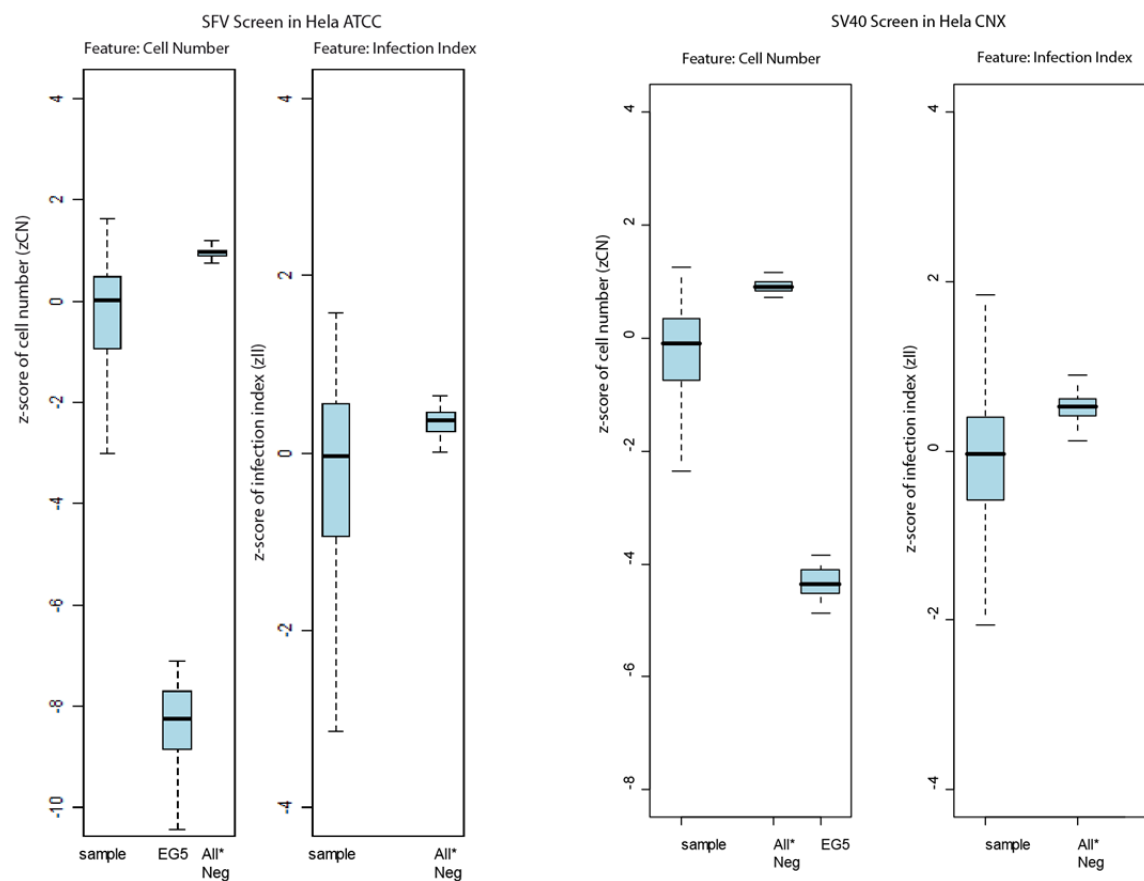 SFV Screen in Hela ATCC
Feature: Cell Number
Feature: Infection Index
z-score of cell number (zCN)
4
2
0
-2
-4
-6
-8
-10
sample
EG5
All*
Neg
z-score of infection index (zII)
4
2
0
-2
-4
sample
All*
Neg
SV40 Screen in Hela CNX
Feature: Cell Number
Feature: Infection Index
z-score of cell number (zCN)
4
2
0
-2
-4
-6
-8
sample
All*
Neg
EG5
z-score of infection index (zII)
4
2
0
-2
-4
sample
All*
Neg